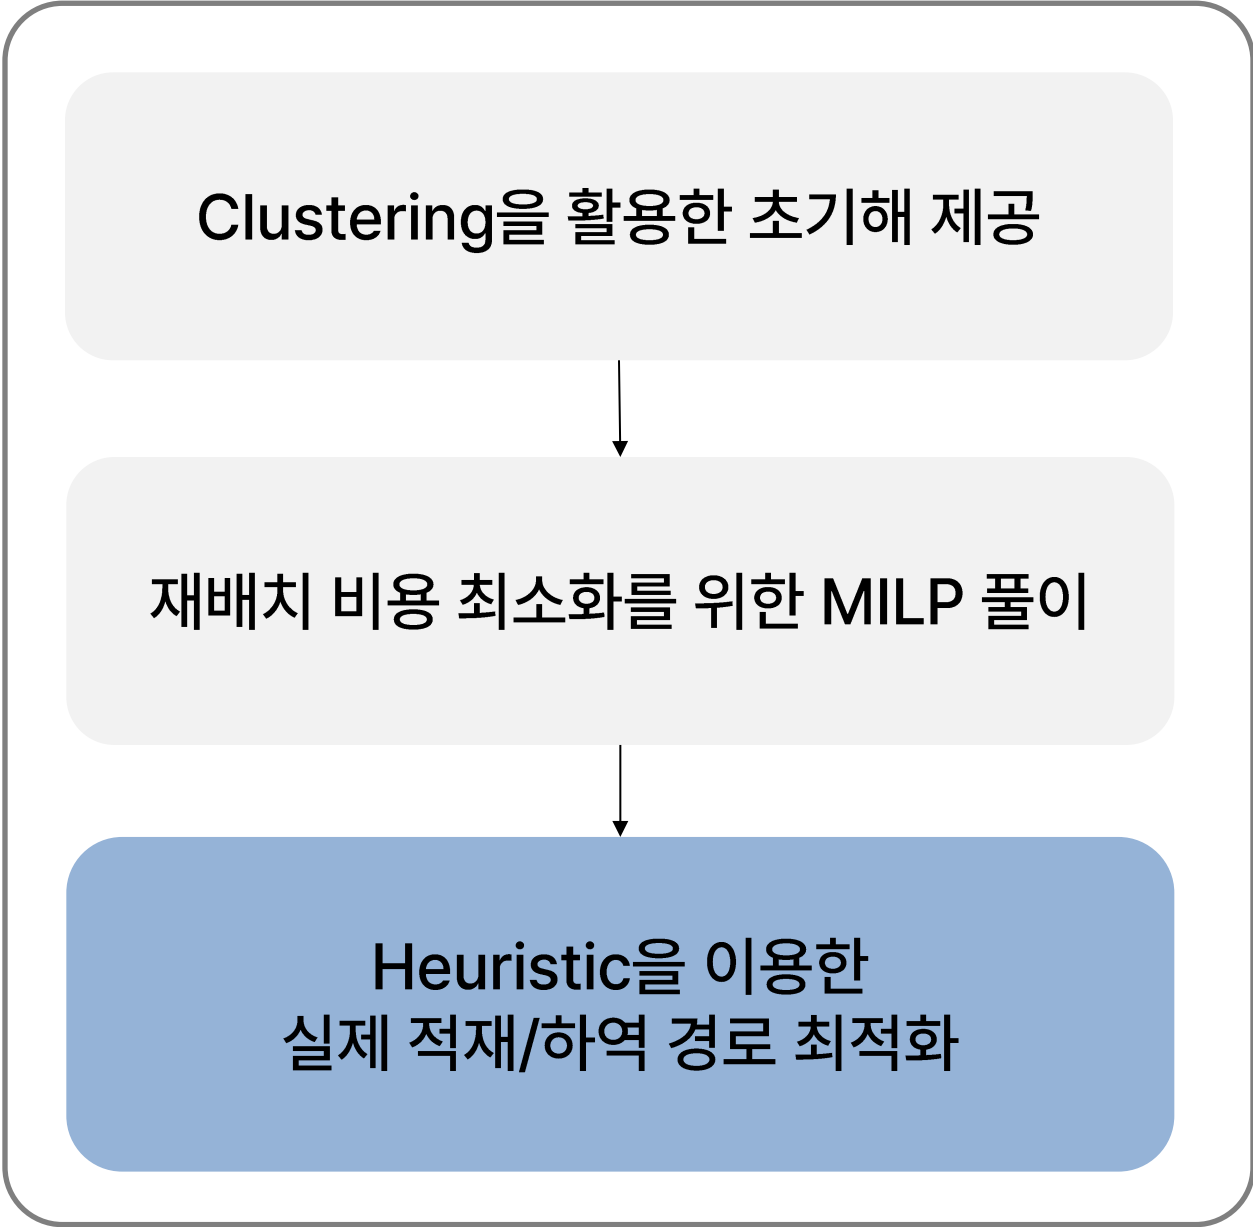 Clustering을 활용한 초기해 제공
재배치 비용 최소화를 위한 MILP 풀이
Heuristic을 이용한
실제 적재/하역 경로 최적화